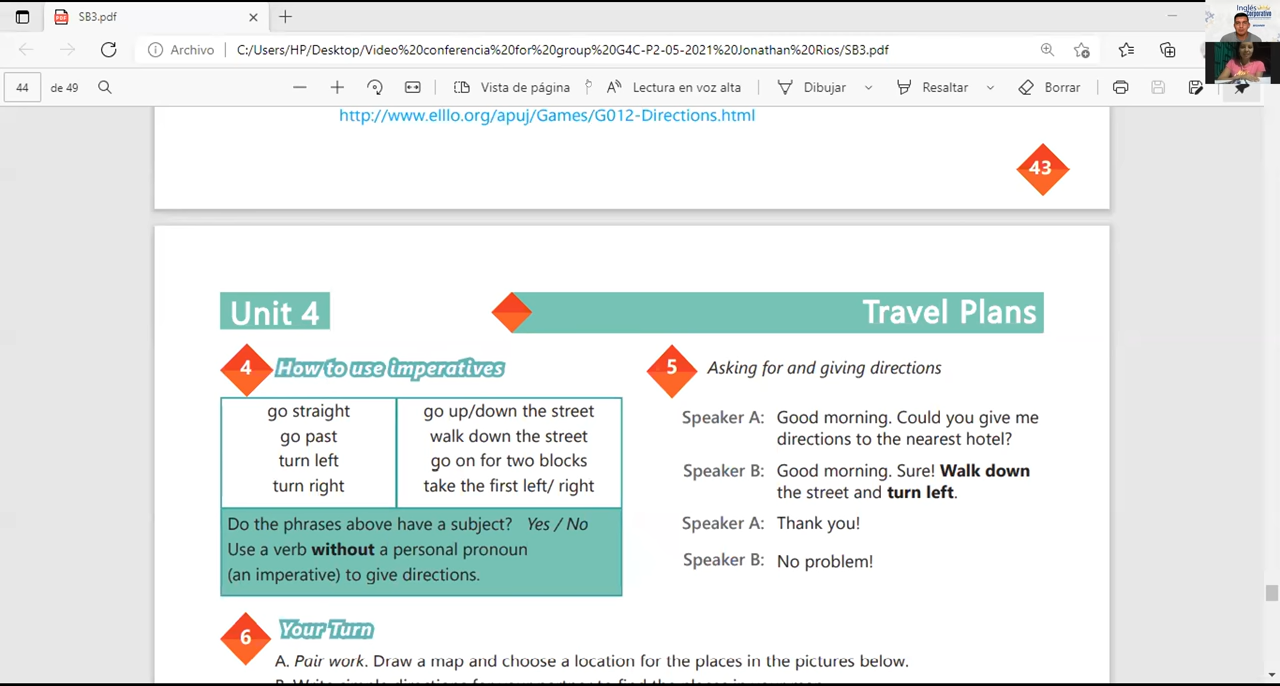 SB3.pdf
Archivo
C:/Users/HP/Desktop/Video%20conferencia%20for%20group%20G4C-P2-05-2021%20Jonathan%20Rios/SB3.pdf
44
de 49
Vista de página
Lectura en voz alta
Dibujar
Resaltar
Borrar
http://www.elllo.org/apuj/Games/G012-Directions.html
43
Unit 4
Travel Plans
4 How to use imperatives
go straight
go past
turn left
turn right
go up/down the street
walk down the street
go on for two blocks
take the first left/ right
Do the phrases above have a subject? Yes / No
Use a verb without a personal pronoun
(an imperative) to give directions.
5 Asking for and giving directions
Speaker A: Good morning. Could you give me
directions to the nearest hotel?
Speaker B: Good morning. Sure! Walk down
the street and turn left.
Speaker A: Thank you!
Speaker B: No problem!
6 Your Turn
A. Pair work. Draw a map and choose a location for the places in the pictures below.